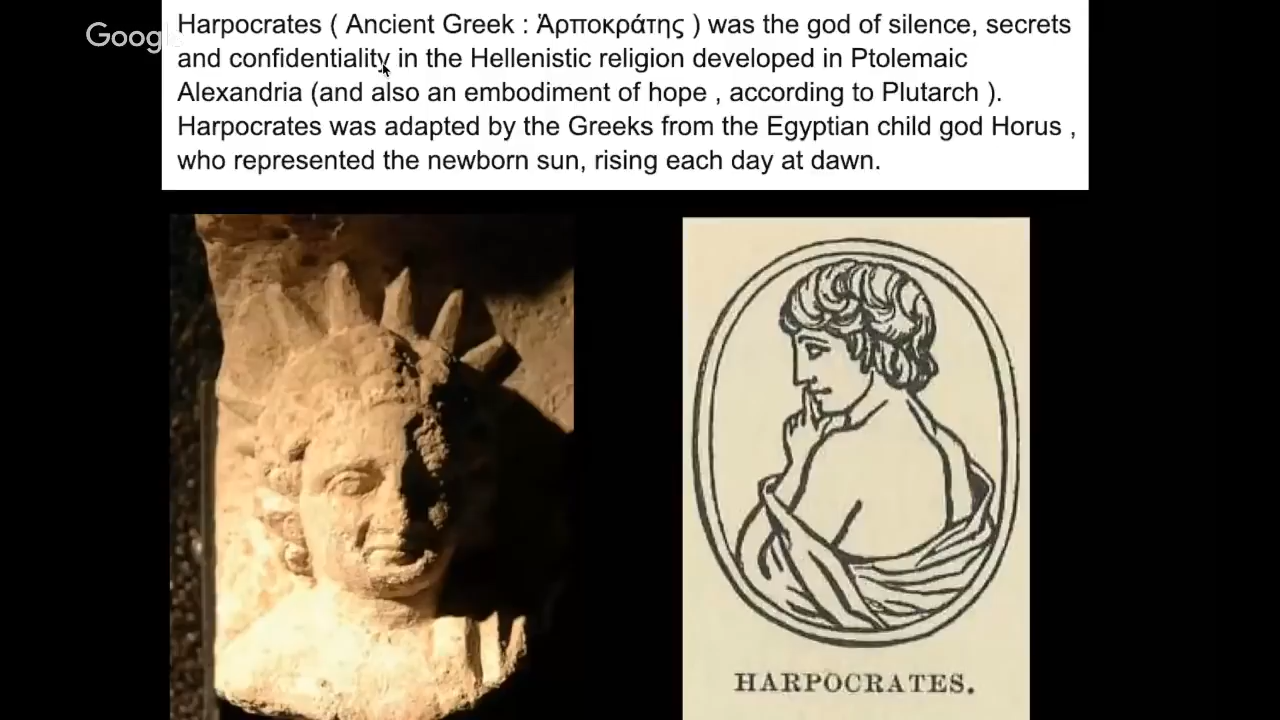 Google
Harpocrates ( Ancient Greek : Ἁρποκράτης ) was the god of silence, secrets
and confidentiality in the Hellenistic religion developed in Ptolemaic
Alexandria (and also an embodiment of hope , according to Plutarch ).
Harpocrates was adapted by the Greeks from the Egyptian child god Horus ,
who represented the newborn sun, rising each day at dawn.
HARPOCRATES.